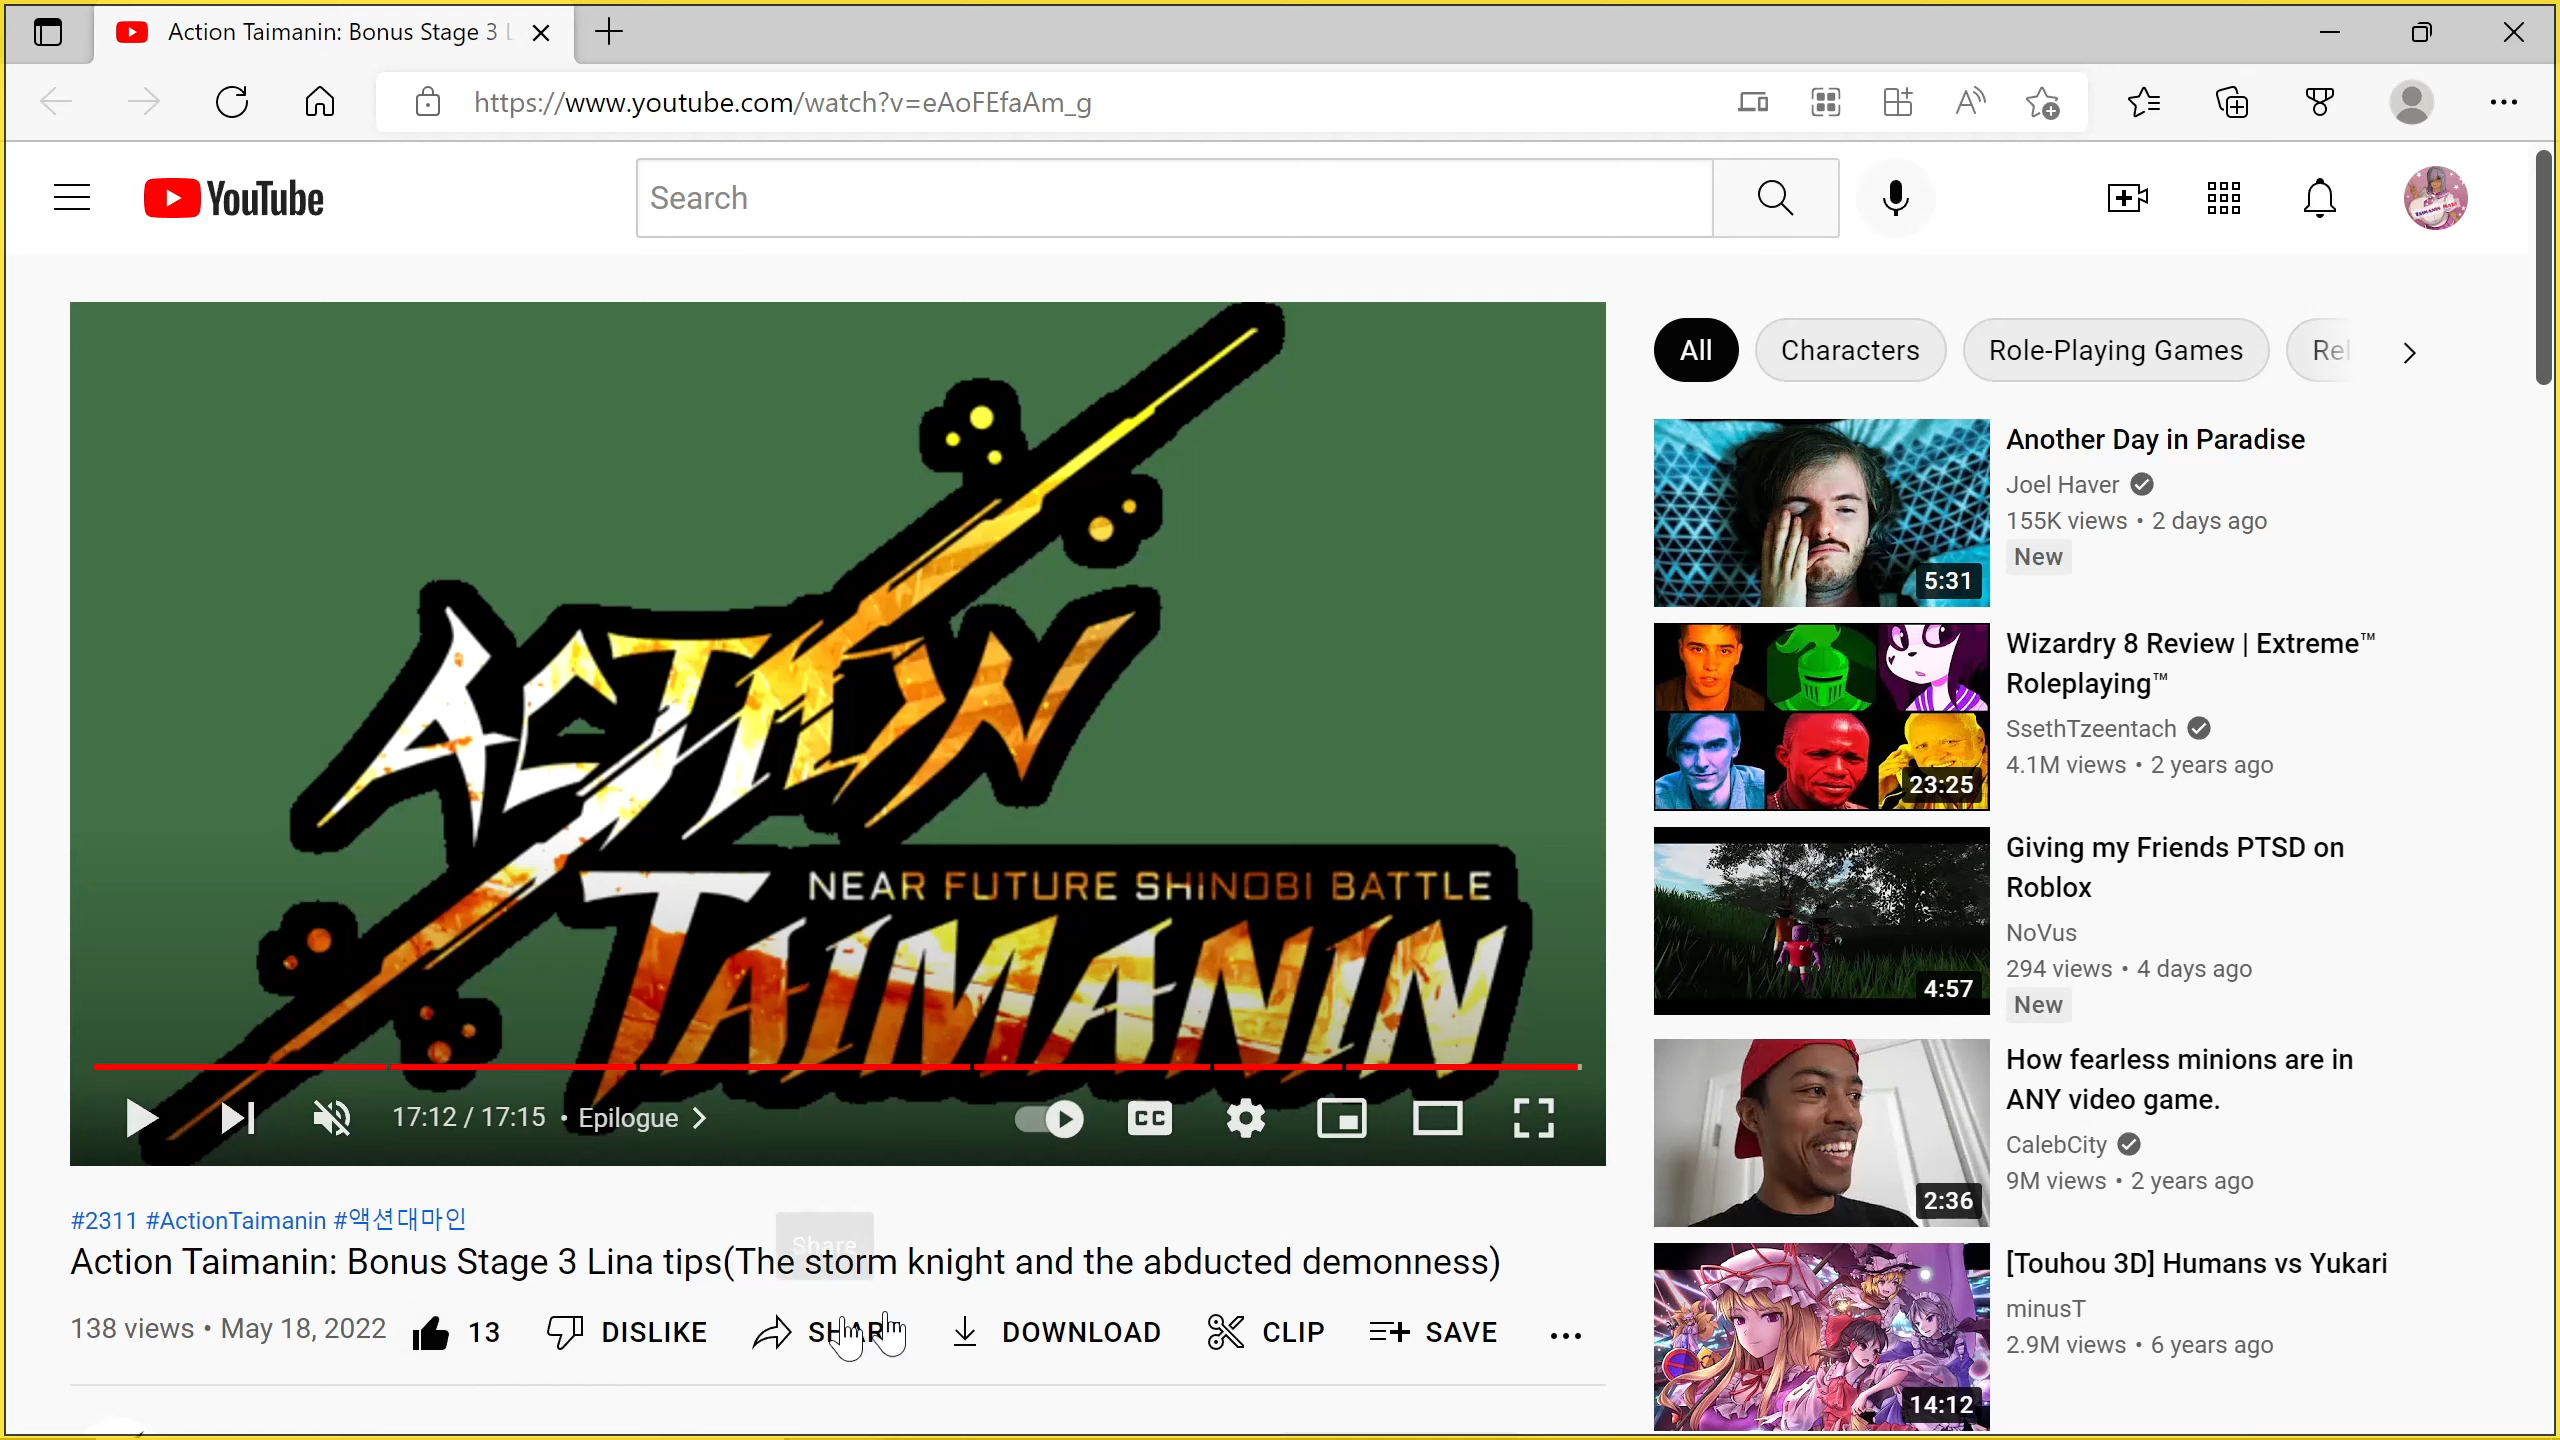 Action Taimanin: Bonus Stage 3 L
https://www.youtube.com/watch?v=eAoFEfaAm_g
YouTube
Search
ACTION
NEAR FUTURE SHINOBI BATTLE
TAIMANIN
17:12 / 17:15 • Epilogue
CC
#2311 #ActionTaimanin #액션대마인
Share
Action Taimanin: Bonus Stage 3 Lina tips(The storm knight and the abducted demonness)
138 views • May 18, 2022
13
DISLIKE
SHARE
DOWNLOAD
CLIP
SAVE
All
Characters
Role-Playing Games
Rel
Another Day in Paradise
Joel Haver
155K views • 2 days ago
New
5:31
Wizardry 8 Review | Extreme™
Roleplaying™
SsethTzeentach
4.1M views • 2 years ago
23:25
Giving my Friends PTSD on
Roblox
NoVus
294 views • 4 days ago
New
4:57
How fearless minions are in
ANY video game.
CalebCity
9M views • 2 years ago
2:36
[Touhou 3D] Humans vs Yukari
minusT
2.9M views • 6 years ago
14:12